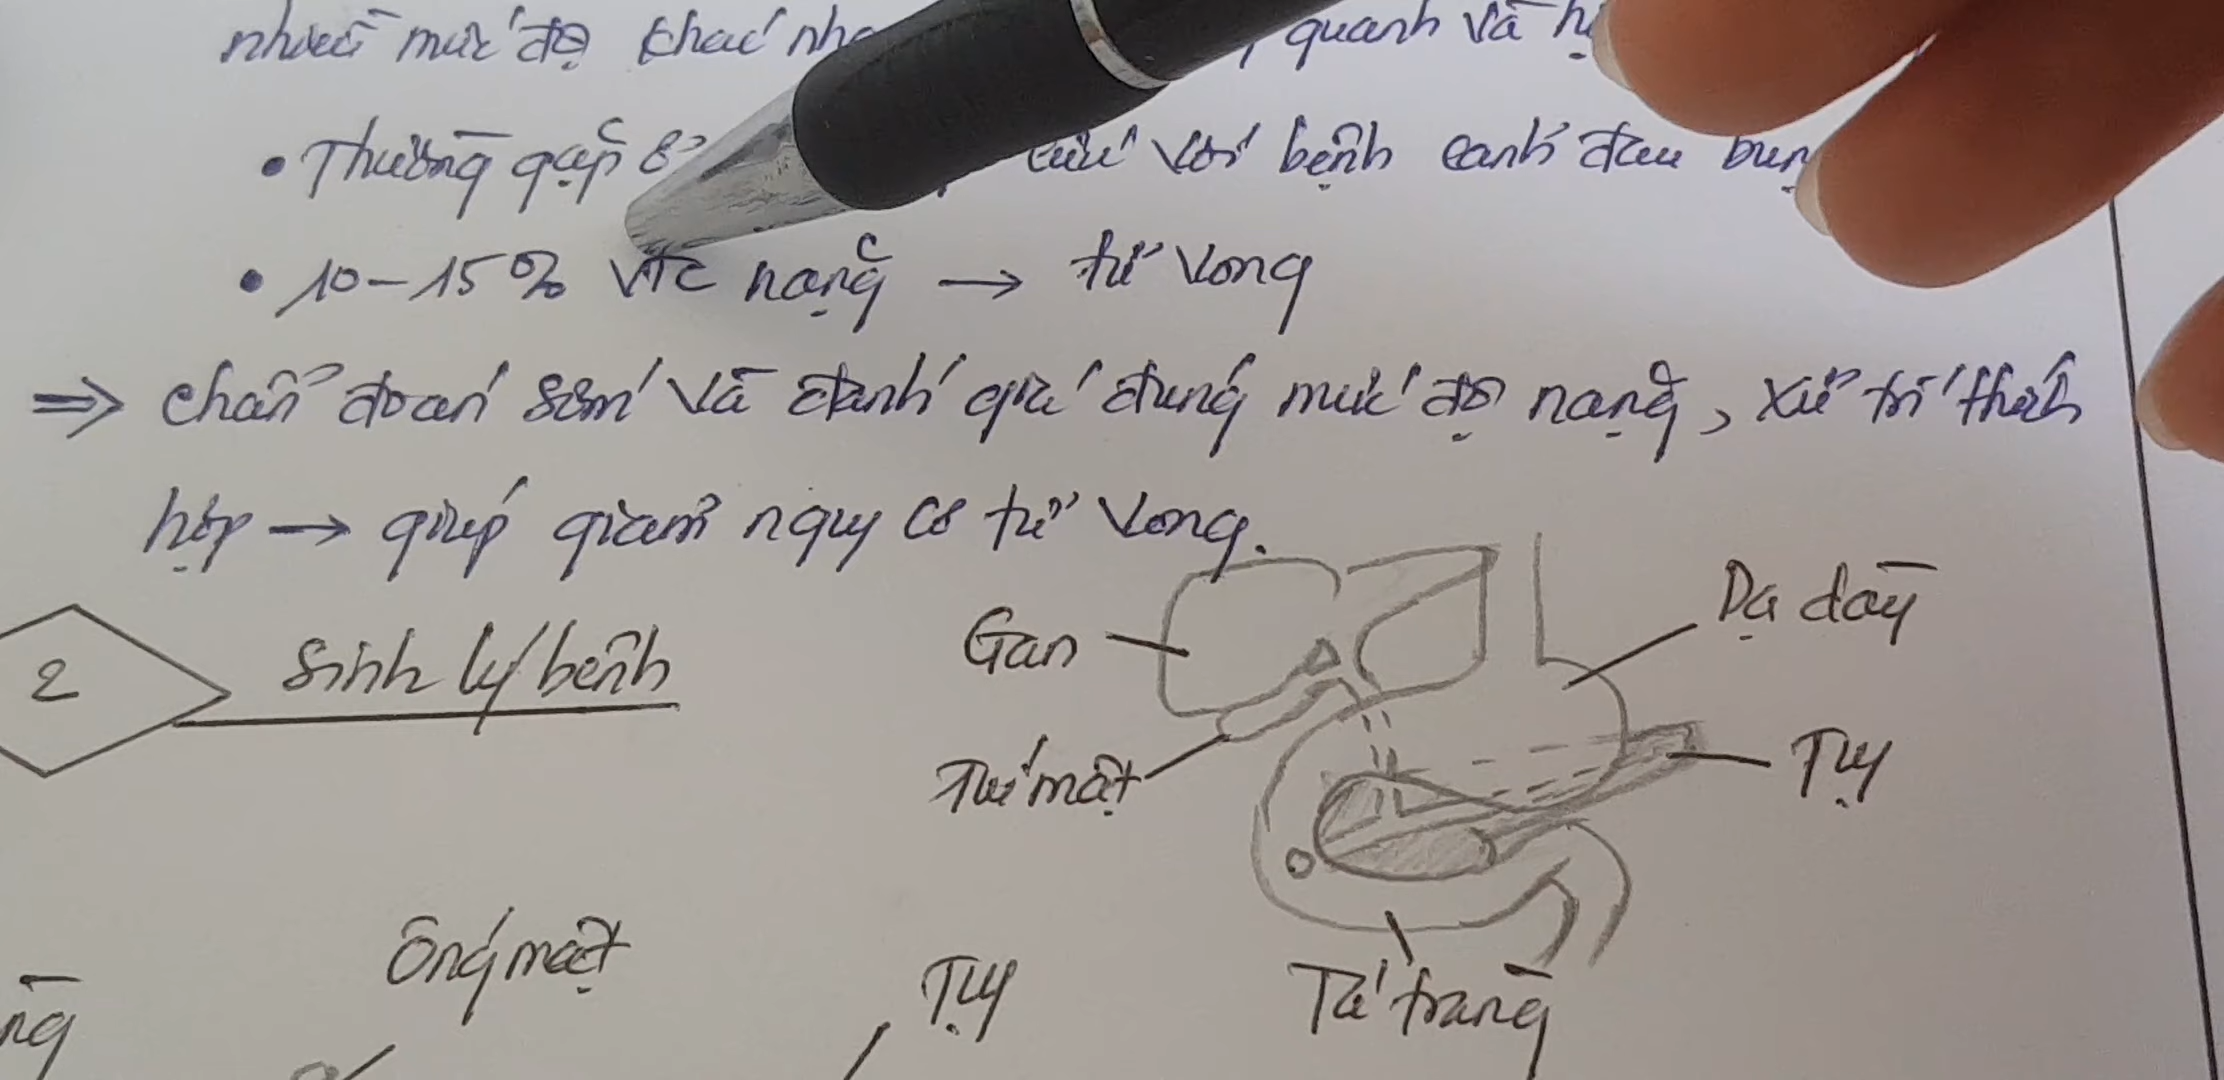 nhiều mức độ khác quanh và
• Thường gặp cứu với bệnh cảnh đau bụng
• 10-15% VTC nặng → tử vong
⇒ chẩn đoán sớm và đánh giá đúng mức độ nặng, xử trí thích
hợp → giúp giảm nguy cơ tử vong.
2 Sinh lý bệnh
Gan
Dạ dày
Túi mật
Tụy
Ống mật
Tụy
Tá tràng